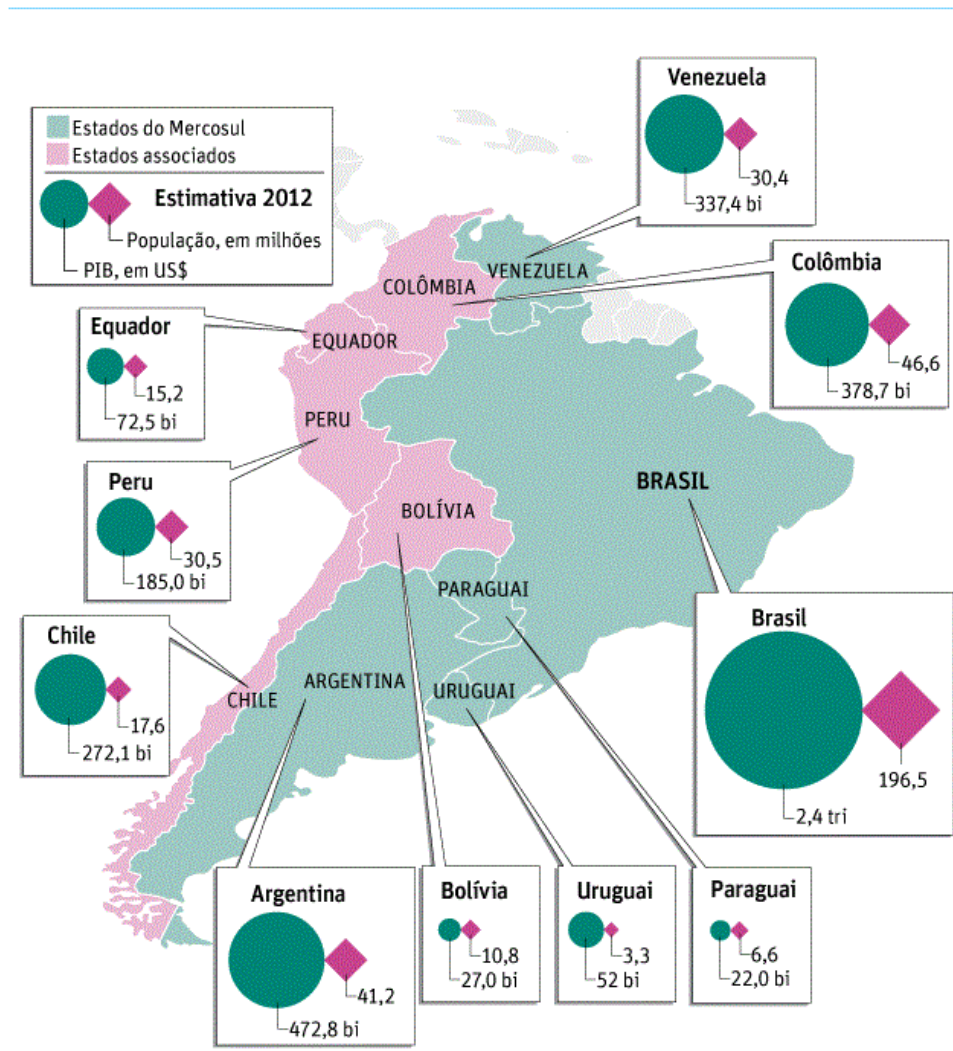 Estados do Mercosul
Estados associados
Estimativa 2012
População, em milhões
PIB, em US$
Venezuela
30,4
337,4 bi
Colômbia
46,6
378,7 bi
Equador
15,2
72,5 bi
Peru
30,5
185,0 bi
Chile
17,6
272,1 bi
VENEZUELA
COLÔMBIA
EQUADOR
PERU
BRASIL
BOLÍVIA
PARAGUAI
ARGENTINA
URUGUAI
CHILE
Brasil
196,5
2,4 tri
Argentina
41,2
472,8 bi
Bolívia
10,8
27,0 bi
Uruguai
3,3
52 bi
Paraguai
6,6
22,0 bi